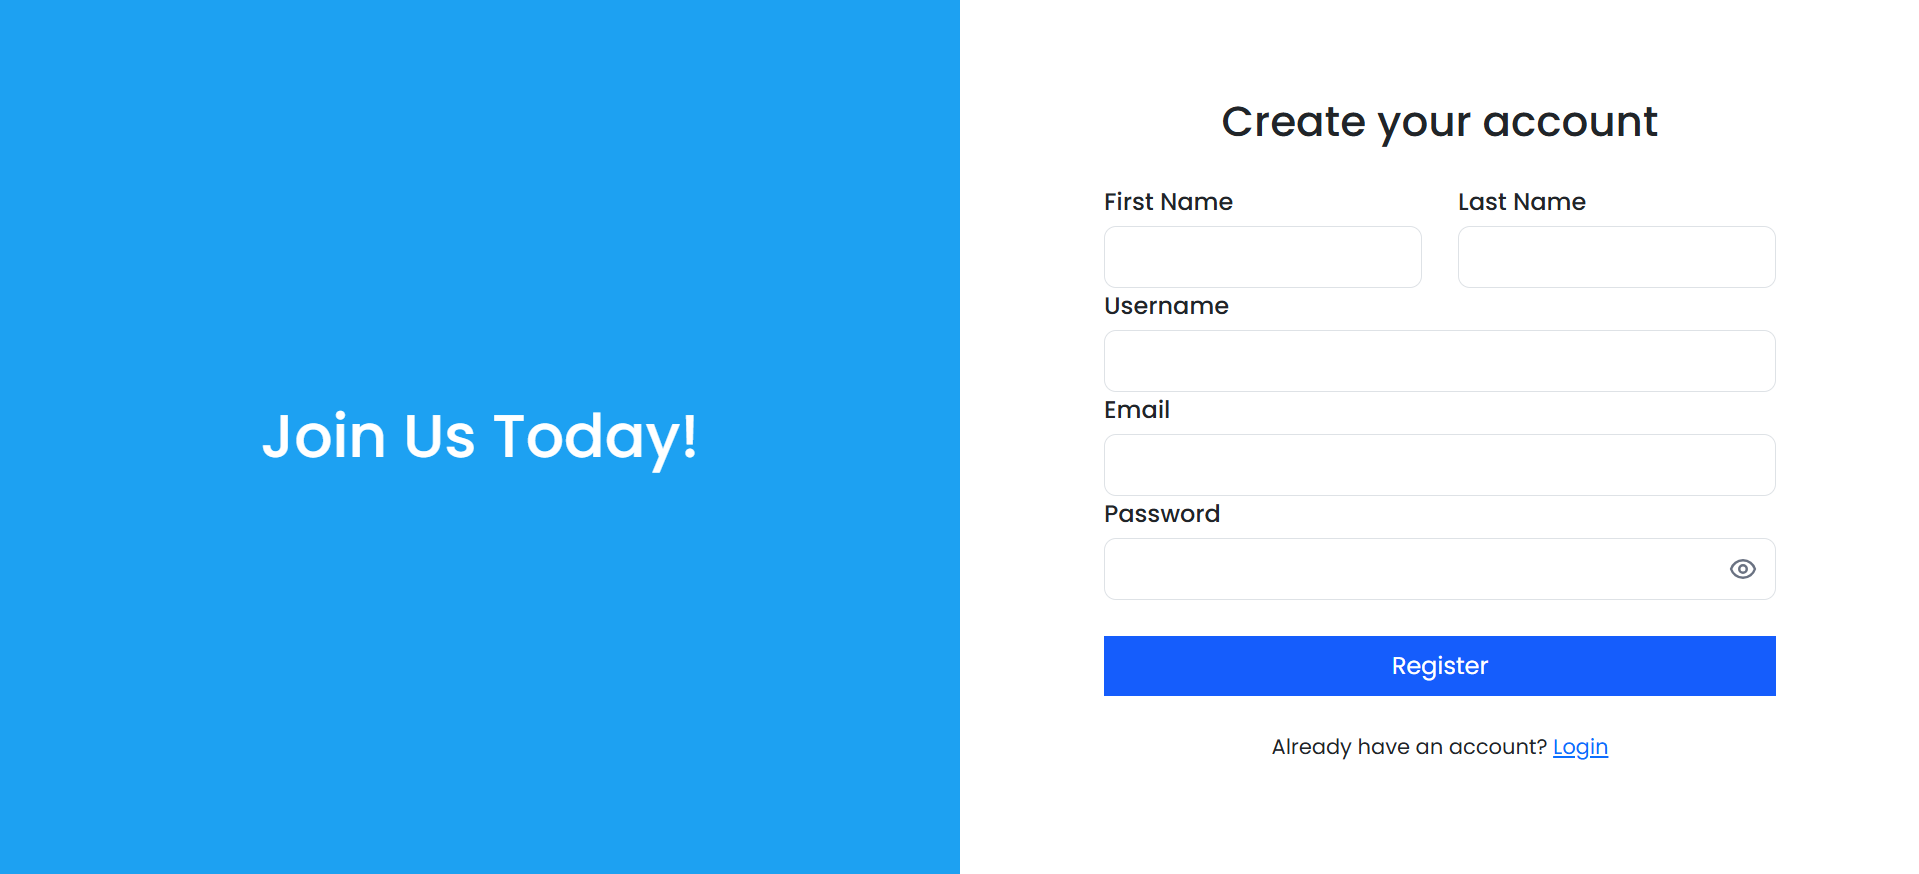 Join Us Today!
Create your account
First Name
Last Name
Username
Email
Password
Register
Already have an account? Login